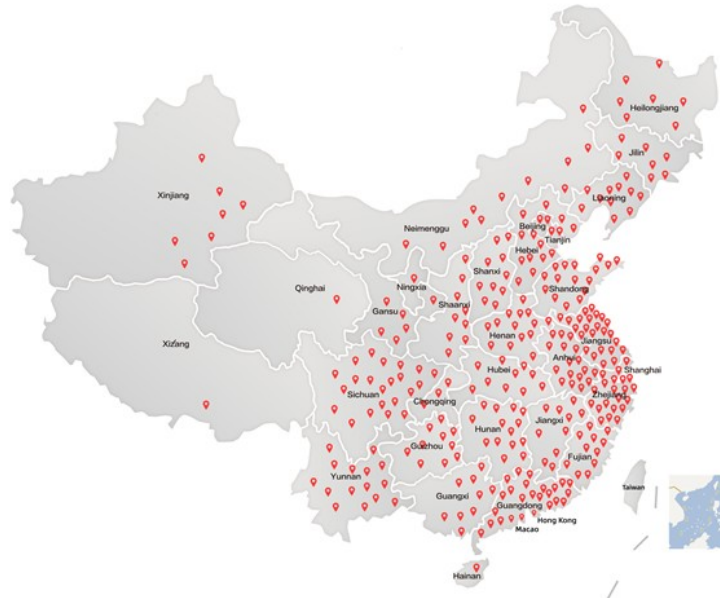 Heilongjiang
Jilin
Xinjiang
Liaoning
Neimenggu
Beijing
Tianjin
Hebei
Shanxi
Qinghai
Ningxia
Shandong
Gansu
Shaanxi
Xizang
Henan
Jiangsu
Anhui
Hubei
Shanghai
Sichuan
Chongqing
Zhejiang
Hunan
Jiangxi
Guizhou
Fujian
Yunnan
Taiwan
Guangxi
Guangdong
Hong Kong
Macao
Hainan